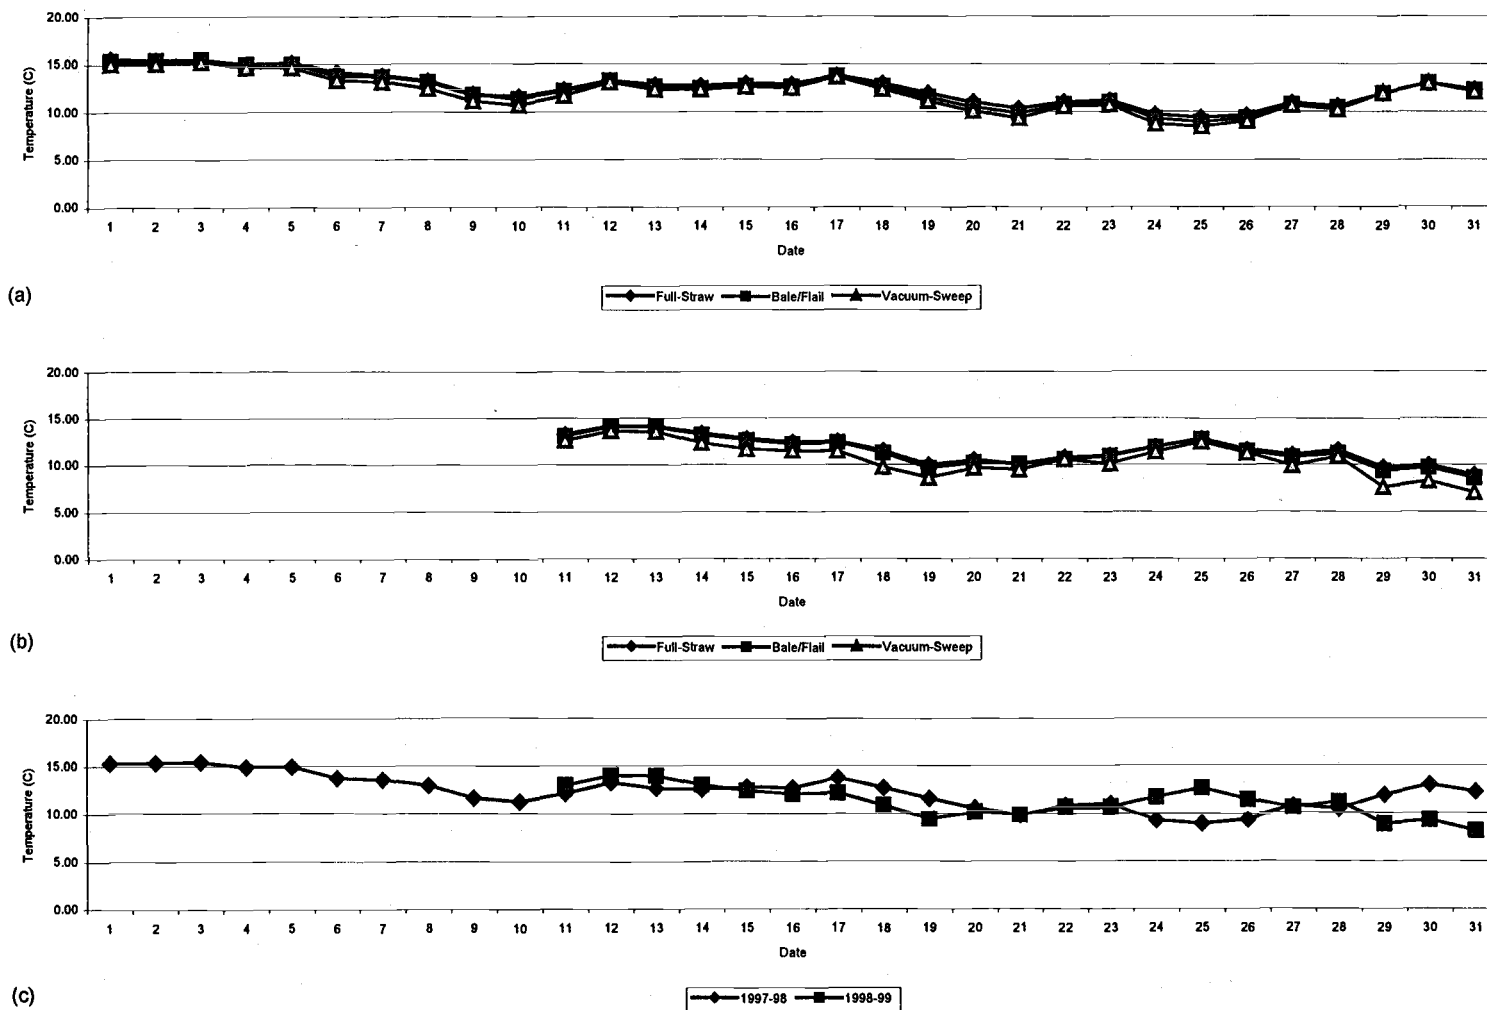 20.00
15.00
10.00
5.00
0.00
Temperature (C)
1 2 3 4 5 6 7 8 9 10 11 12 13 14 15 16 17 18 19 20 21 22 23 24 25 26 27 28 29 30 31
Date
(a)
Full-Straw Bale/Flail Vacuum-Sweep
20.00
15.00
10.00
5.00
0.00
Temperature (C)
1 2 3 4 5 6 7 8 9 10 11 12 13 14 15 16 17 18 19 20 21 22 23 24 25 26 27 28 29 30 31
Date
(b)
Full-Straw Bale/Flail Vacuum-Sweep
20.00
15.00
10.00
5.00
0.00
Temperature (C)
1 2 3 4 5 6 7 8 9 10 11 12 13 14 15 16 17 18 19 20 21 22 23 24 25 26 27 28 29 30 31
Date
(c)
1997-98 1998-99